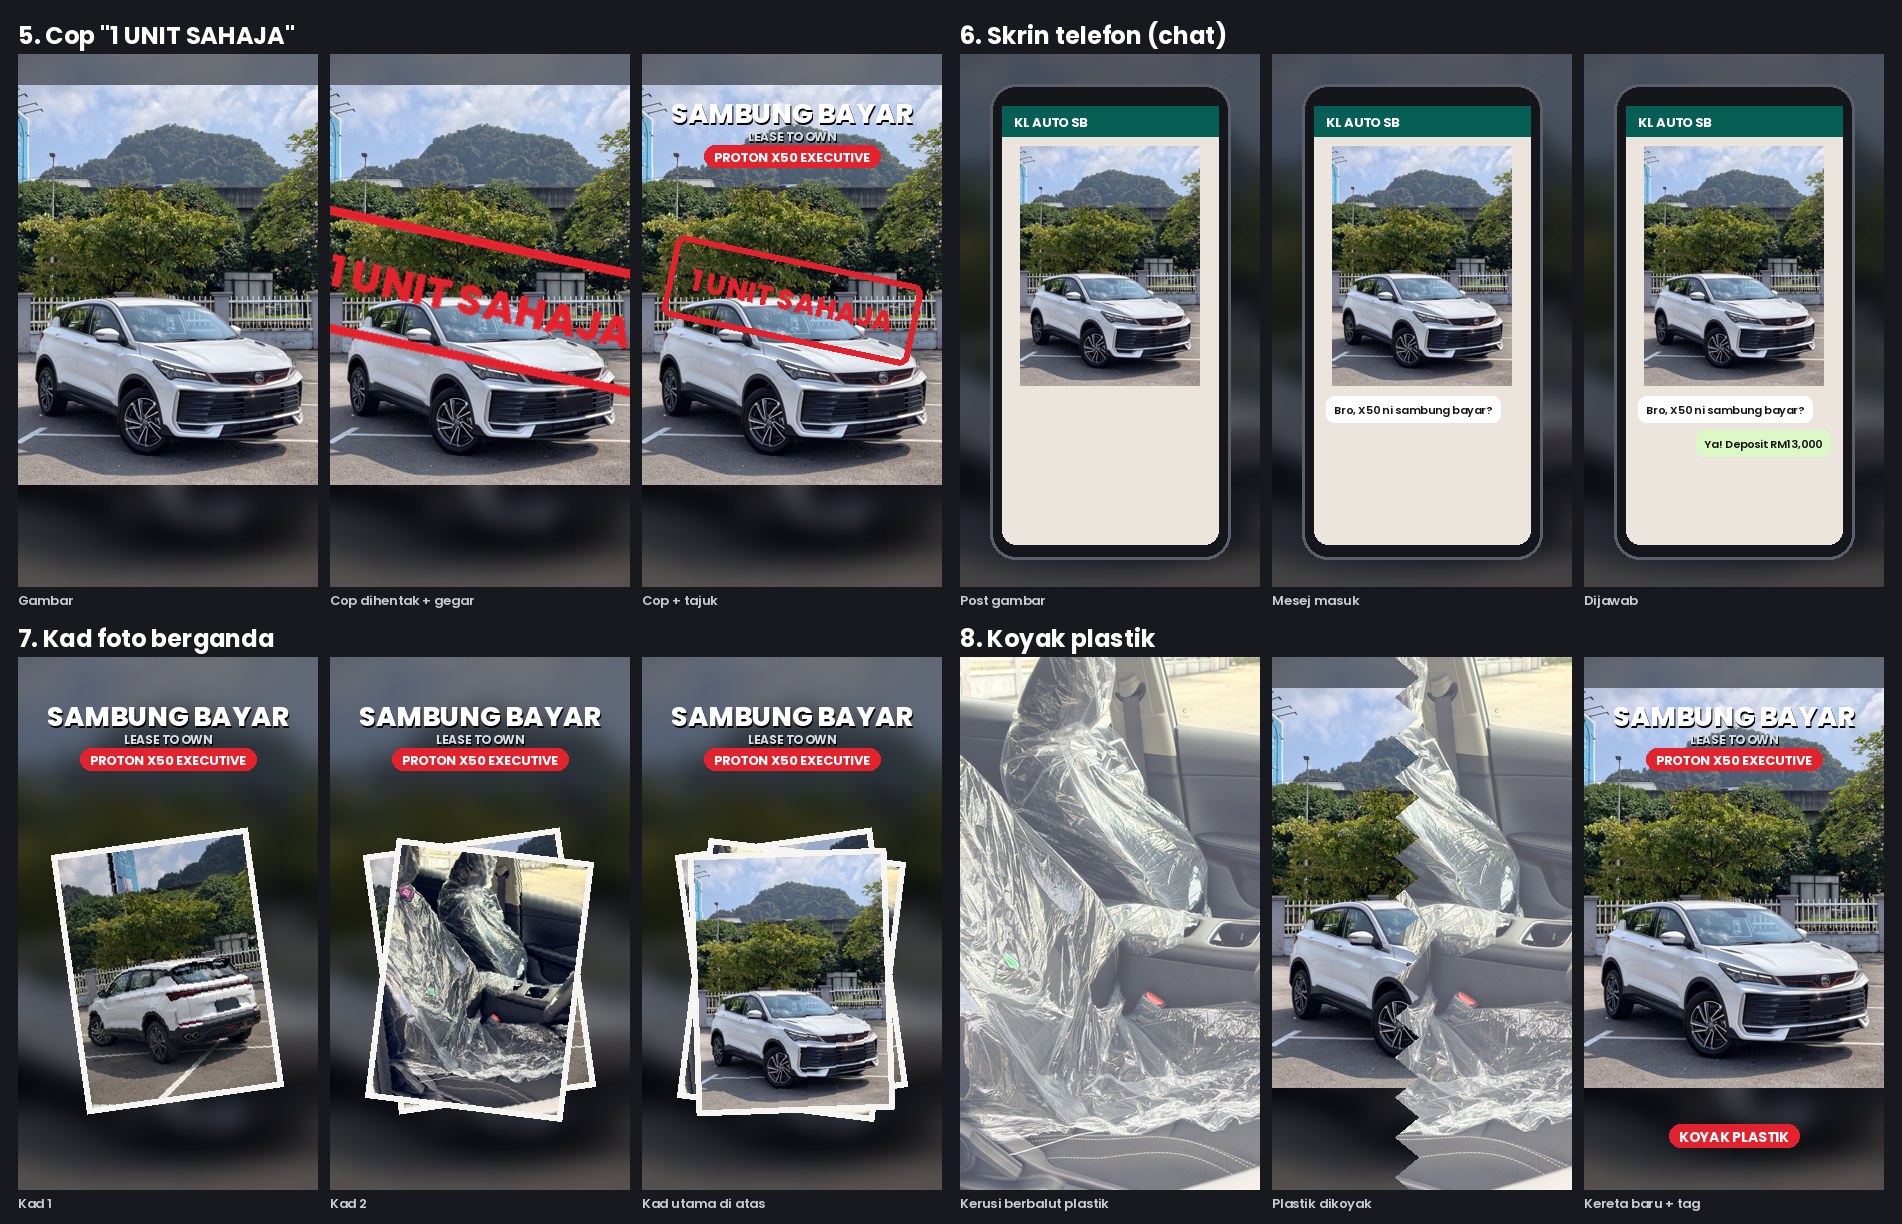 5. Cop "1 UNIT SAHAJA"
1 UNIT SAHAJA
SAMBUNG BAYAR
LEASE TO OWN
PROTON X50 EXECUTIVE
1 UNIT SAHAJA
Gambar
Cop dihentak + gegar
Cop + tajuk
6. Skrin telefon (chat)
KL AUTO SB
KL AUTO SB
Bro, X50 ni sambung bayar?
KL AUTO SB
Bro, X50 ni sambung bayar?
Ya! Deposit RM13,000
Post gambar
Mesej masuk
Dijawab
7. Kad foto berganda
SAMBUNG BAYAR
LEASE TO OWN
PROTON X50 EXECUTIVE
SAMBUNG BAYAR
LEASE TO OWN
PROTON X50 EXECUTIVE
SAMBUNG BAYAR
LEASE TO OWN
PROTON X50 EXECUTIVE
Kad 1
Kad 2
Kad utama di atas
8. Koyak plastik
SAMBUNG BAYAR
LEASE TO OWN
PROTON X50 EXECUTIVE
KOYAK PLASTIK
Kerusi berbalut plastik
Plastik dikoyak
Kereta baru + tag